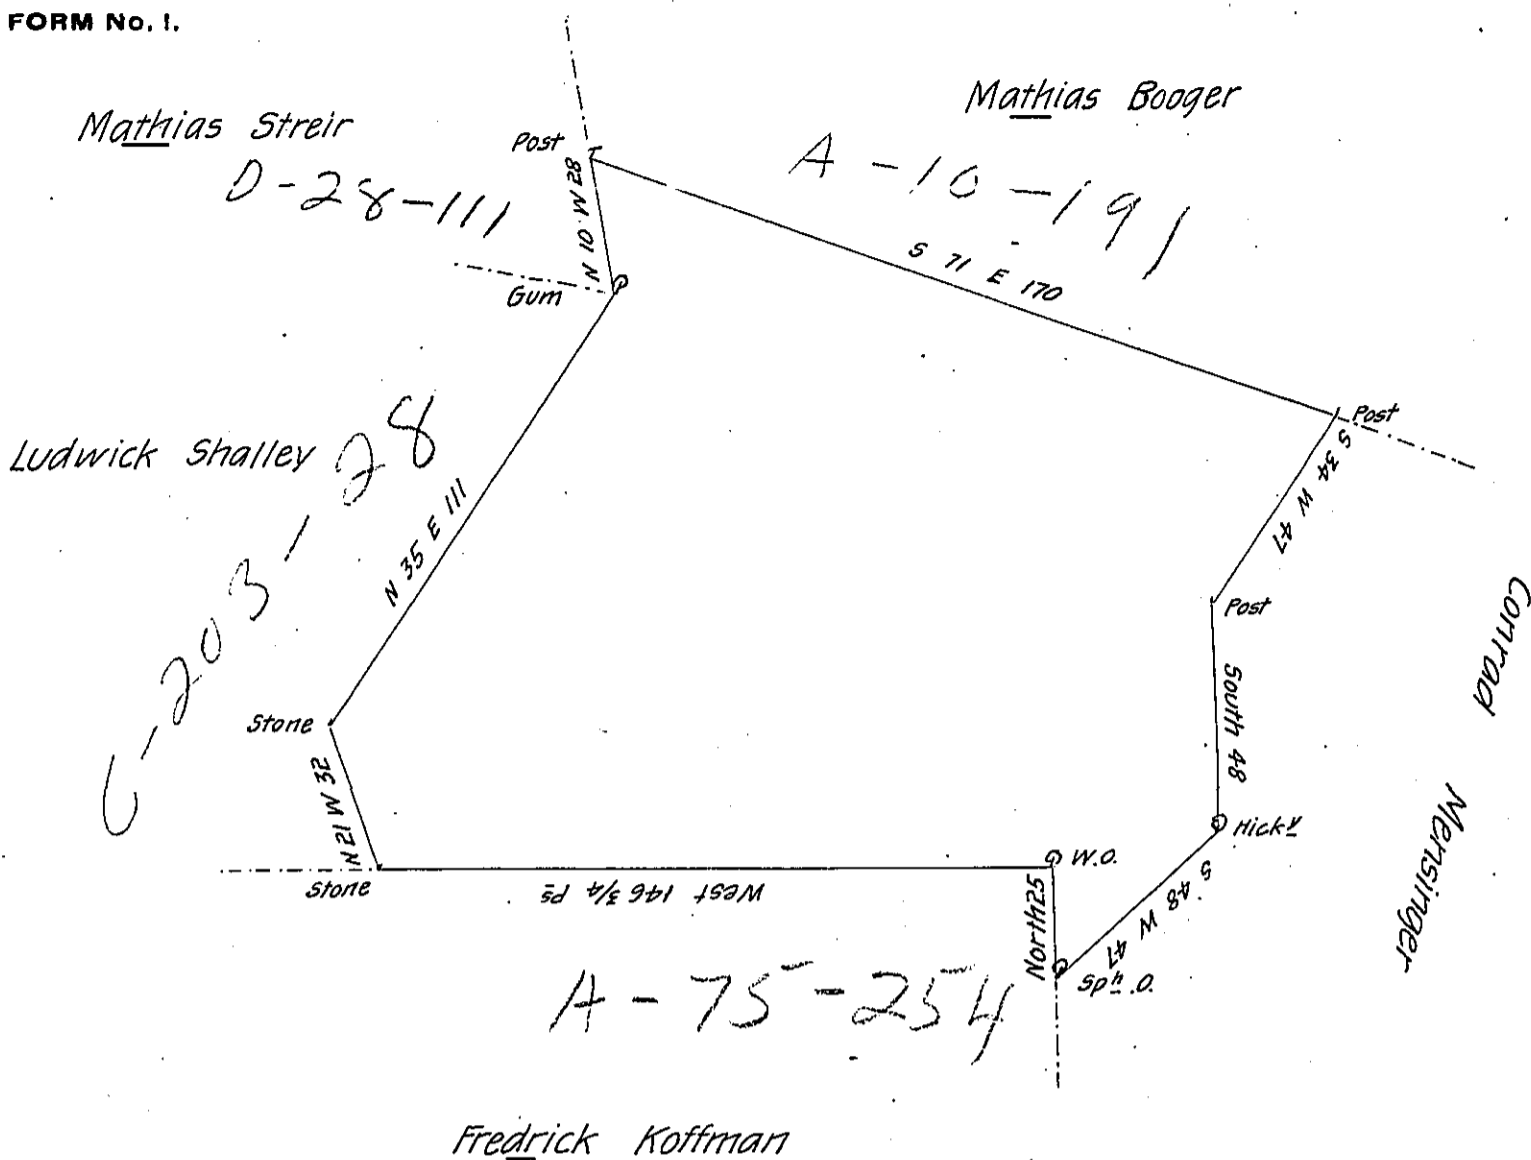 FORM No. 1.
Mathias Streir
D-28-111
Mathias Booger
A-10-191
Post
N 10 W 28
Gum
S 71 E 170
Post
S 34 W 47
Ludwick Shalley
C-203-28
N 35 E 111
Post
Conrad Mensinger
South 48
Stone
N 21 W 32
Hicky
W.O.
S 48 W 47
Stone
West 146 3/4 Ps
North 25
Sph. O.
A-75-254
Fredrick Koffman